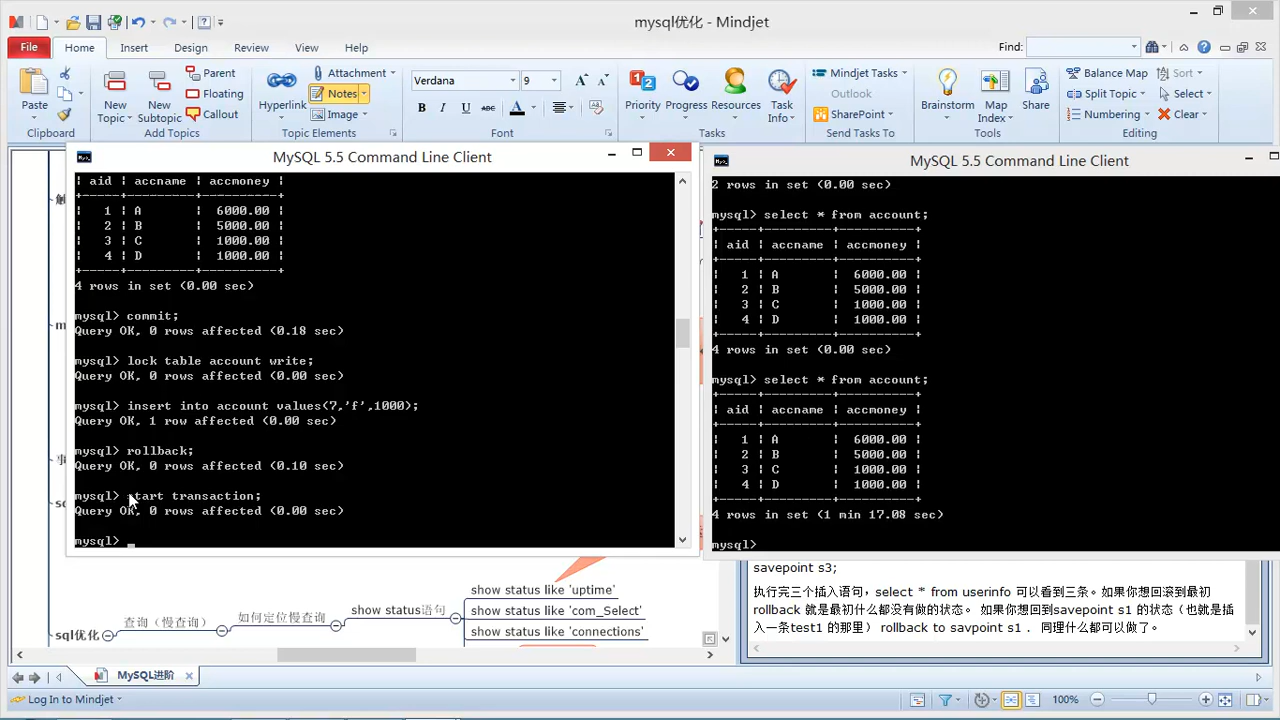 mysql优化 - Mindjet
File
Home
Insert
Design
Review
View
Help
Find:
Paste
Clipboard
New Topic
New Subtopic
Parent
Floating
Callout
Add Topics
Hyperlink
Attachment
Notes
Image
Topic Elements
Verdana
9
B I U abc A
Font
Priority
Progress
Resources
Task Info
Tasks
Mindjet Tasks
Outlook
SharePoint
Send Tasks To
Brainstorm
Map Index
Share
Tools
Balance Map
Split Topic
Numbering
Sort
Select
Clear
Editing
MySQL 5.5 Command Line Client
| aid | accname | accmoney |
+-----+---------+----------+
| 1 | A | 6000.00 |
| 2 | B | 5000.00 |
| 3 | C | 1000.00 |
| 4 | D | 1000.00 |
+-----+---------+----------+
4 rows in set (0.00 sec)
mysql> commit;
Query OK, 0 rows affected (0.18 sec)
mysql> lock table account write;
Query OK, 0 rows affected (0.00 sec)
mysql> insert into account values(7,'f',1000);
Query OK, 1 row affected (0.00 sec)
mysql> rollback;
Query OK, 0 rows affected (0.10 sec)
mysql> start transaction;
Query OK, 0 rows affected (0.00 sec)
mysql> _
MySQL 5.5 Command Line Client
2 rows in set (0.00 sec)
mysql> select * from account;
+-----+---------+----------+
| aid | accname | accmoney |
+-----+---------+----------+
| 1 | A | 6000.00 |
| 2 | B | 5000.00 |
| 3 | C | 1000.00 |
| 4 | D | 1000.00 |
+-----+---------+----------+
4 rows in set (0.00 sec)
mysql> select * from account;
+-----+---------+----------+
| aid | accname | accmoney |
+-----+---------+----------+
| 1 | A | 6000.00 |
| 2 | B | 5000.00 |
| 3 | C | 1000.00 |
| 4 | D | 1000.00 |
+-----+---------+----------+
4 rows in set (1 min 17.08 sec)
mysql>
sql优化
查询（慢查询）
如何定位慢查询
show status语句
show status like 'uptime'
show status like 'com_Select'
show status like 'connections'
savepoint s3;
执行完三个插入语句，select * from userinfo 可以看到三条。如果你想回滚到最初
rollback 就是最初什么都没有做的状态。 如果你想回到savepoint s1 的状态（也就是插
入一条test1 的那里） rollback to savpoint s1 ．同理什么都可以做了。
MySQL进阶
Log In to Mindjet
100%